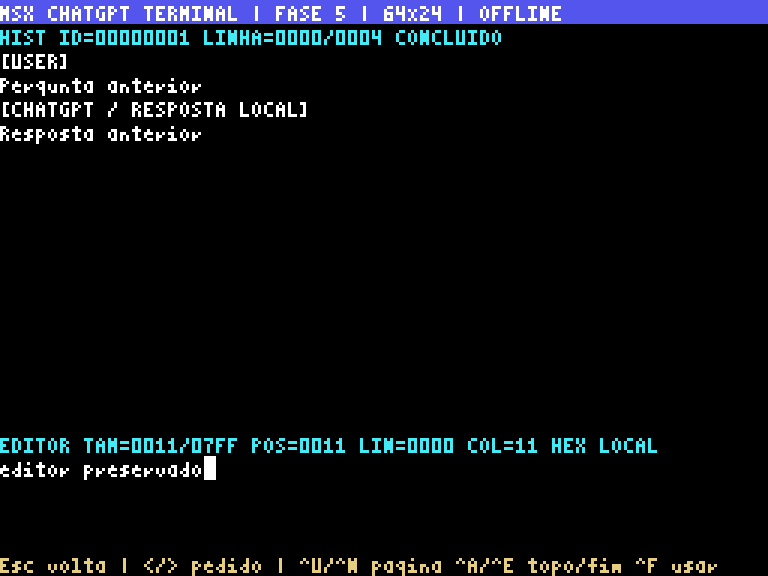 MSX CHATGPT TERMINAL | FASE 5 | 64x24 | OFFLINE
HIST ID=00000001 LINHA=0000/0004 CONCLUIDO
[USER]
Pergunta anterior
[CHATGPT / RESPOSTA LOCAL]
Resposta anterior
EDITOR TAM=0011/07FF POS=0011 LIN=0000 COL=11 HEX LOCAL
editor preservado
Esc volta | </> pedido | ^U/^N pagina ^A/^E topo/fim ^F usar